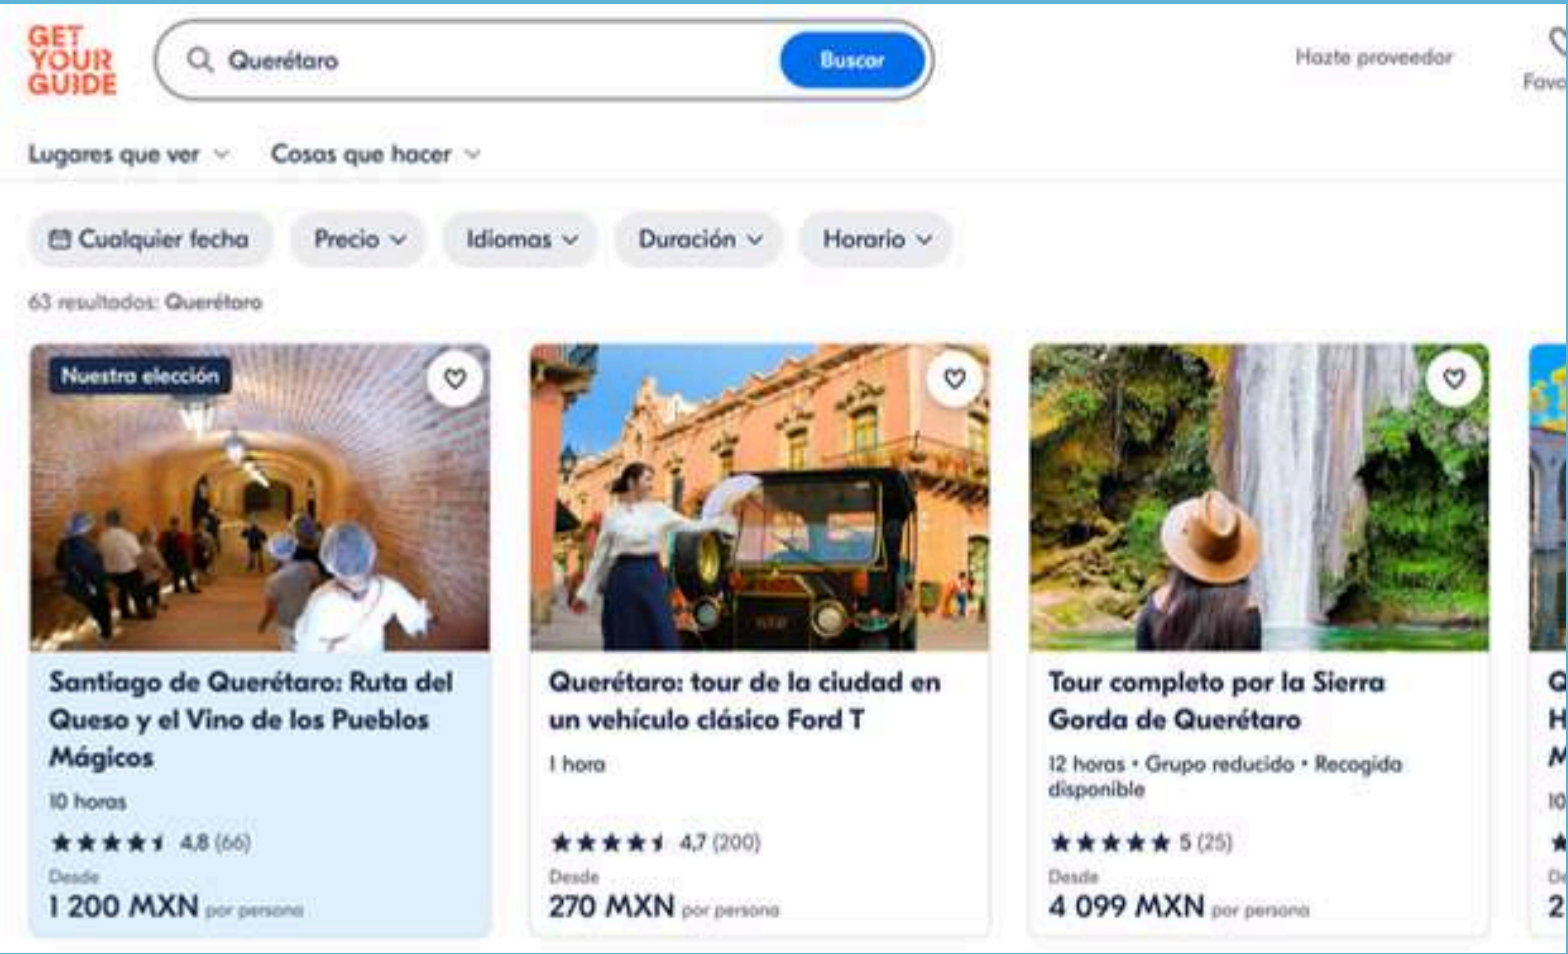 GET
YOUR
GUIDE
Querétaro
Buscar
Hazte proveedor
Lugares que ver
Cosas que hacer
Cualquier fecha
Precio
Idiomas
Duración
Horario
63 resultados: Querétaro
Nuestra elección
Santiago de Querétaro: Ruta del
Queso y el Vino de los Pueblos
Mágicos
10 horas
4,8 (66)
Desde
1 200 MXN por persona
Querétaro: tour de la ciudad en
un vehículo clásico Ford T
1 hora
4,7 (200)
Desde
270 MXN por persona
Tour completo por la Sierra
Gorda de Querétaro
12 horas • Grupo reducido • Recogida
disponible
5 (25)
Desde
4 099 MXN por persona